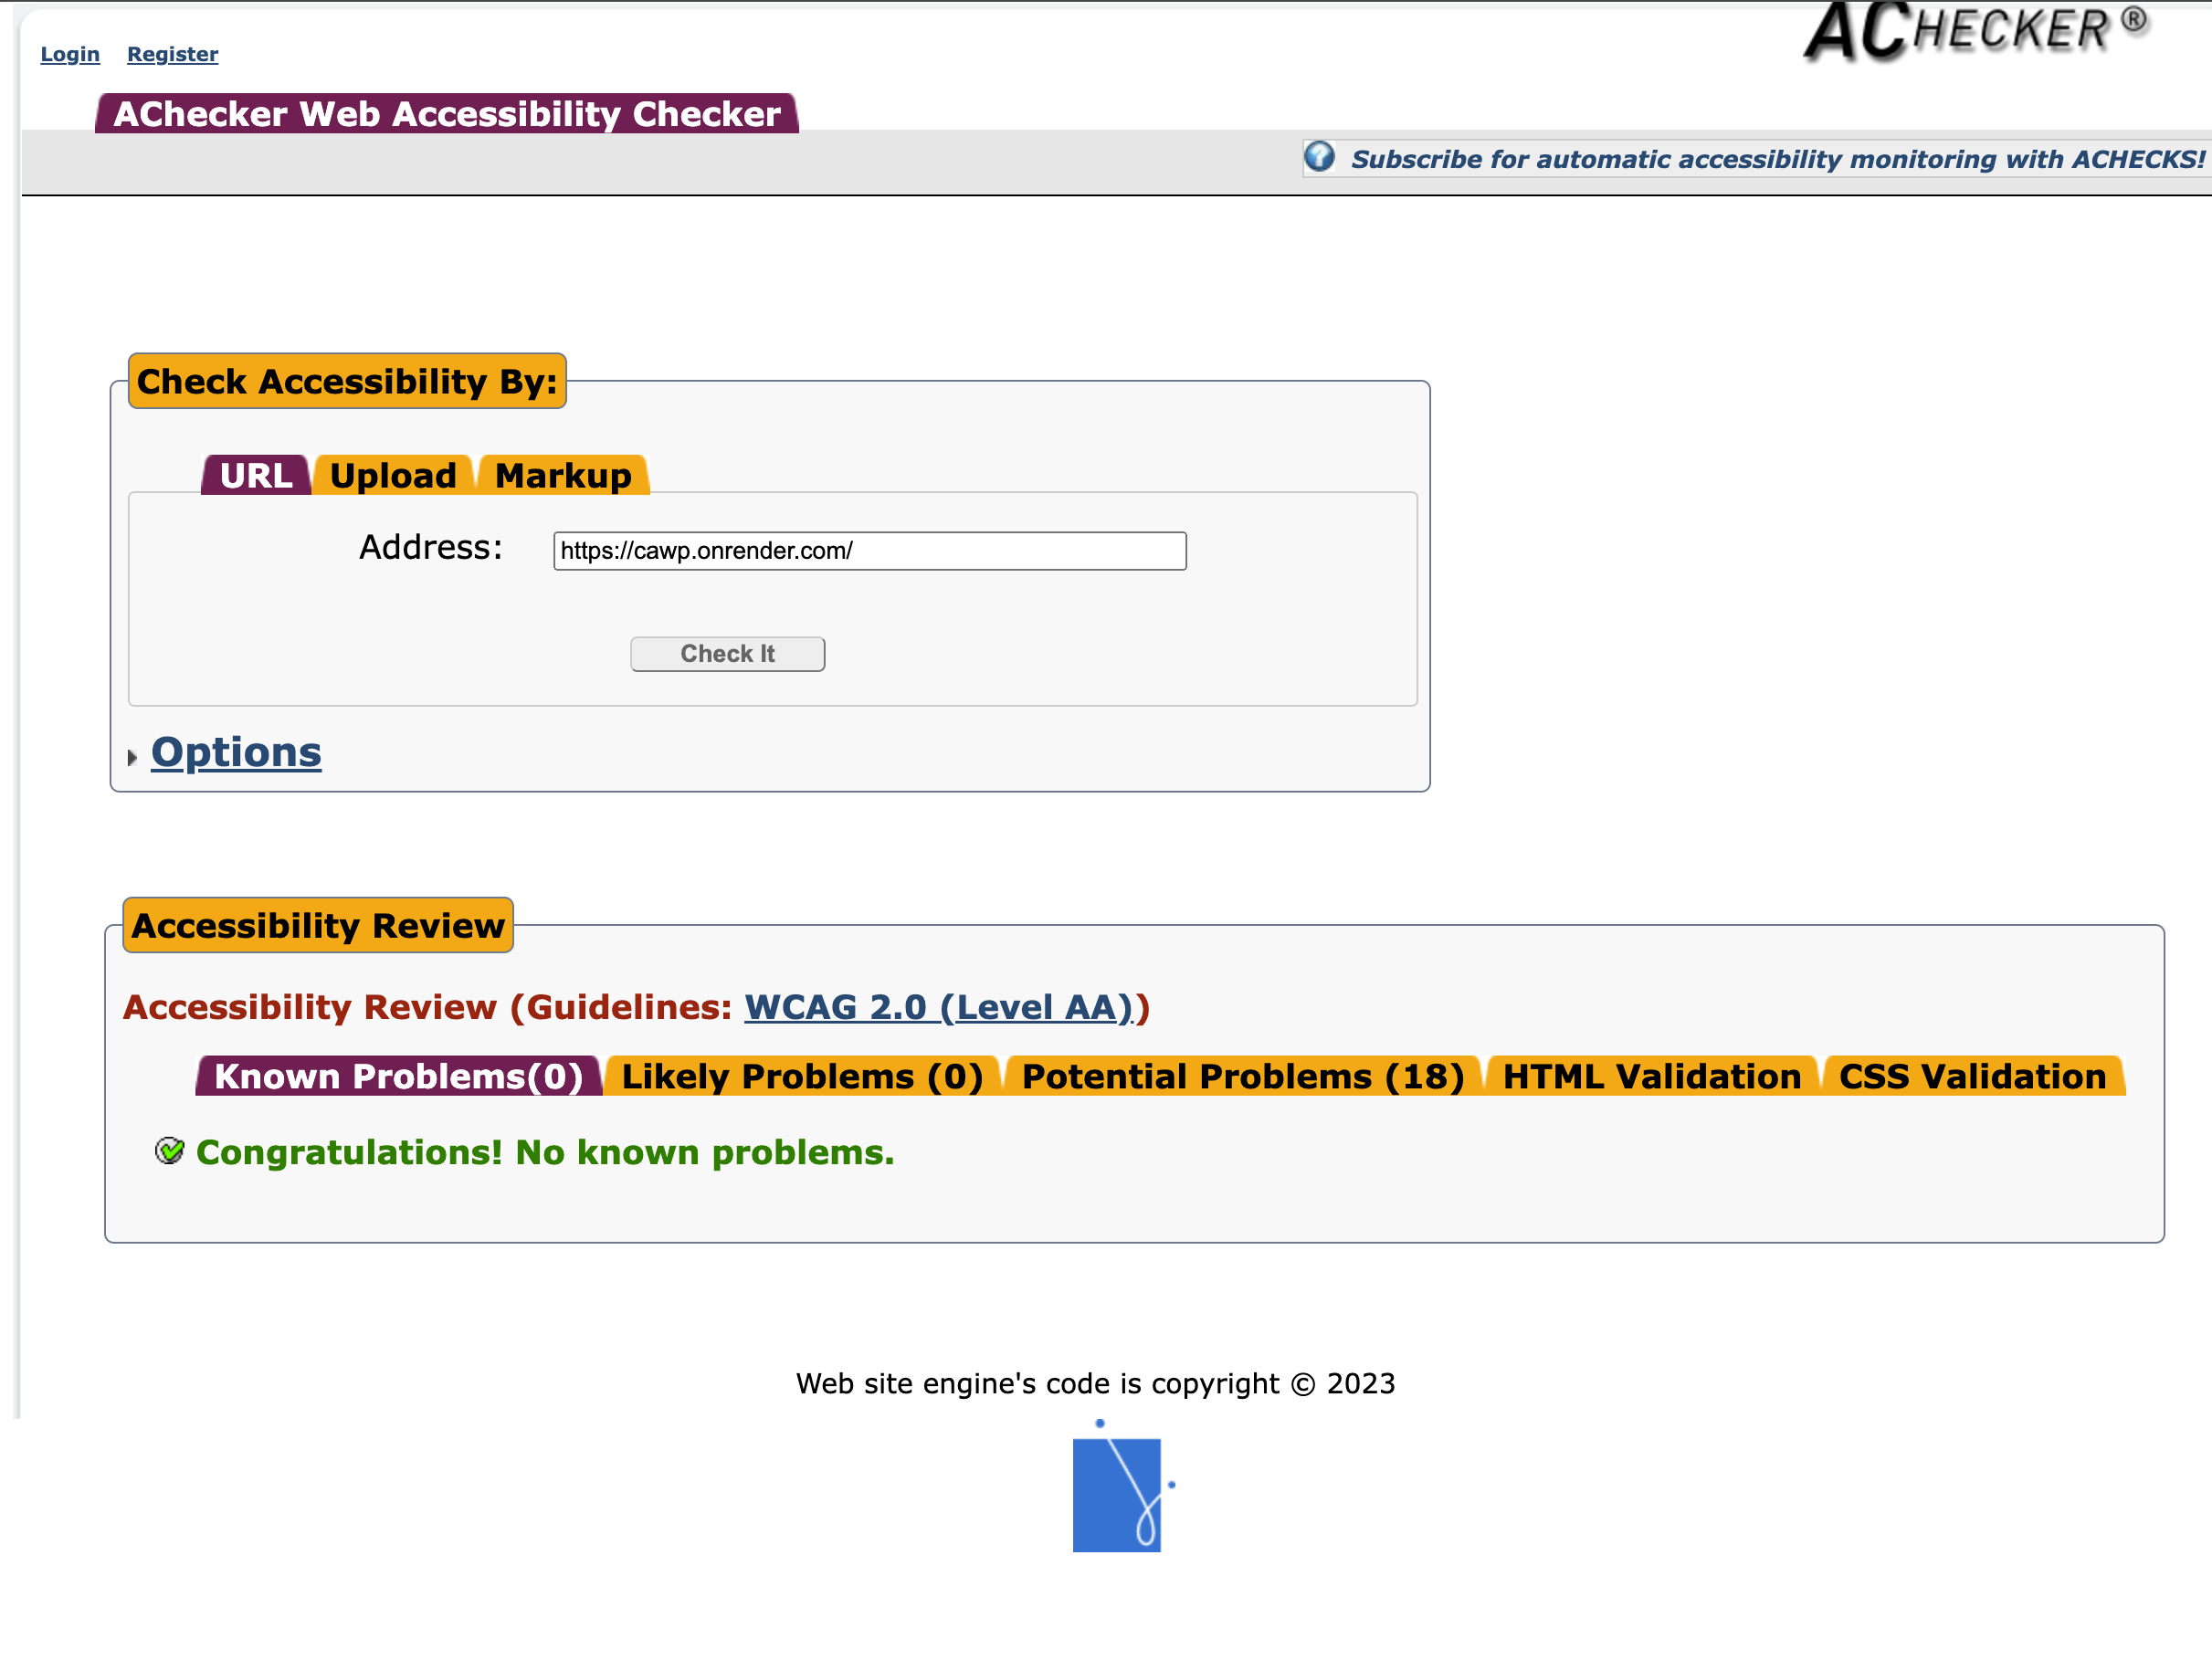 ACHECKER ®
Login Register
AChecker Web Accessibility Checker
Subscribe for automatic accessibility monitoring with ACHECKS!
Check Accessibility By:
URL Upload Markup
Address: https://cawp.onrender.com/
Check It
Options
Accessibility Review
Accessibility Review (Guidelines: WCAG 2.0 (Level AA))
Known Problems(0) Likely Problems (0) Potential Problems (18) HTML Validation CSS Validation
Congratulations! No known problems.
Web site engine's code is copyright © 2023